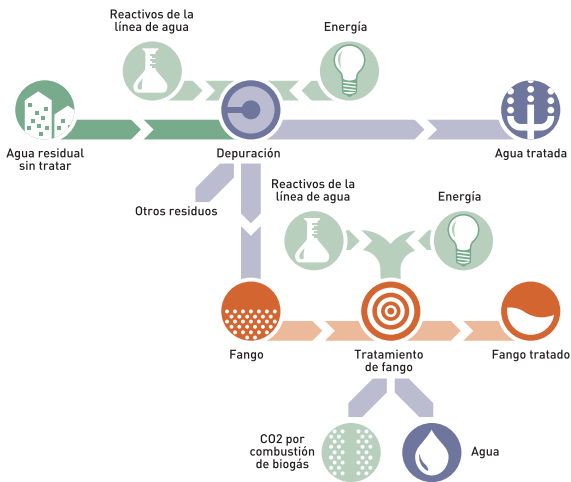 Reactivos de la
línea de agua
Energía
Agua residual
sin tratar
Depuración
Agua tratada
Otros residuos
Reactivos de la
línea de agua
Energía
Fango
Tratamiento
de fango
Fango tratado
CO2 por
combustión
de biogás
Agua